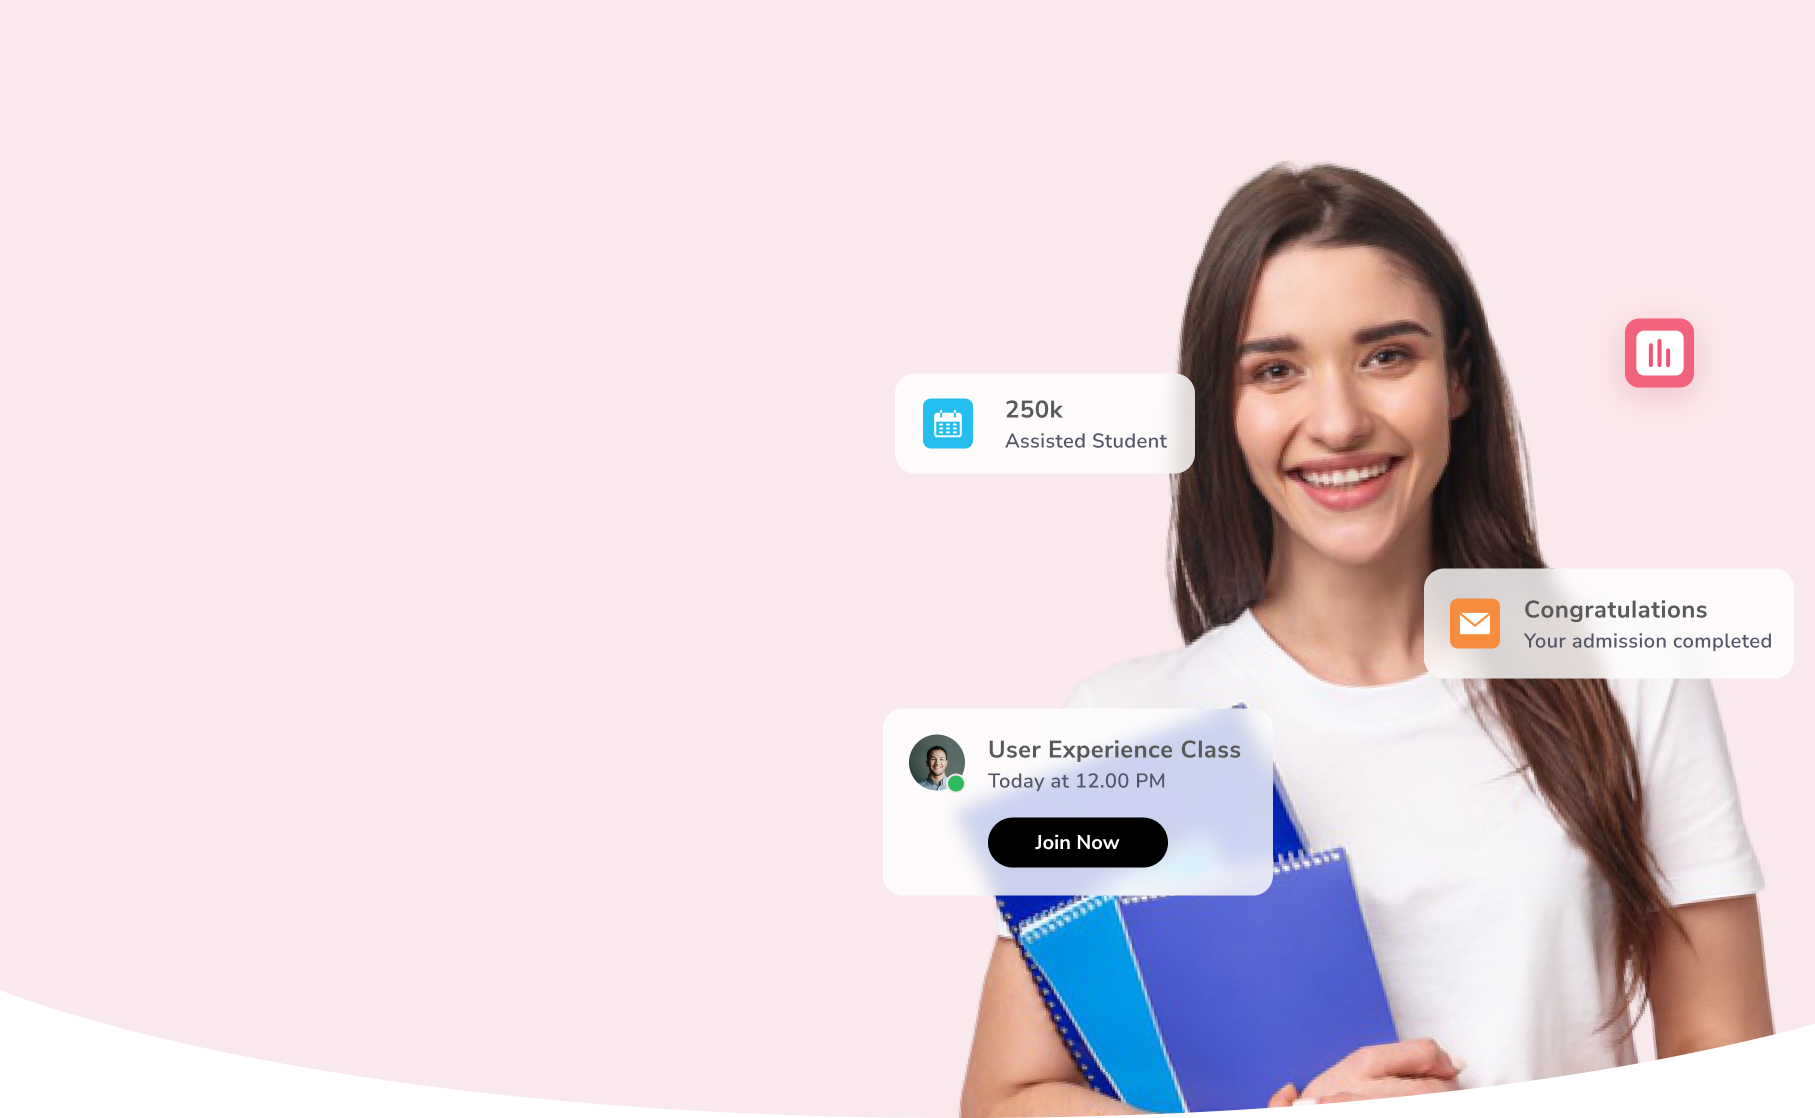 250k
Assisted Student
Congratulations
Your admission completed
User Experience Class
Today at 12.00 PM
Join Now